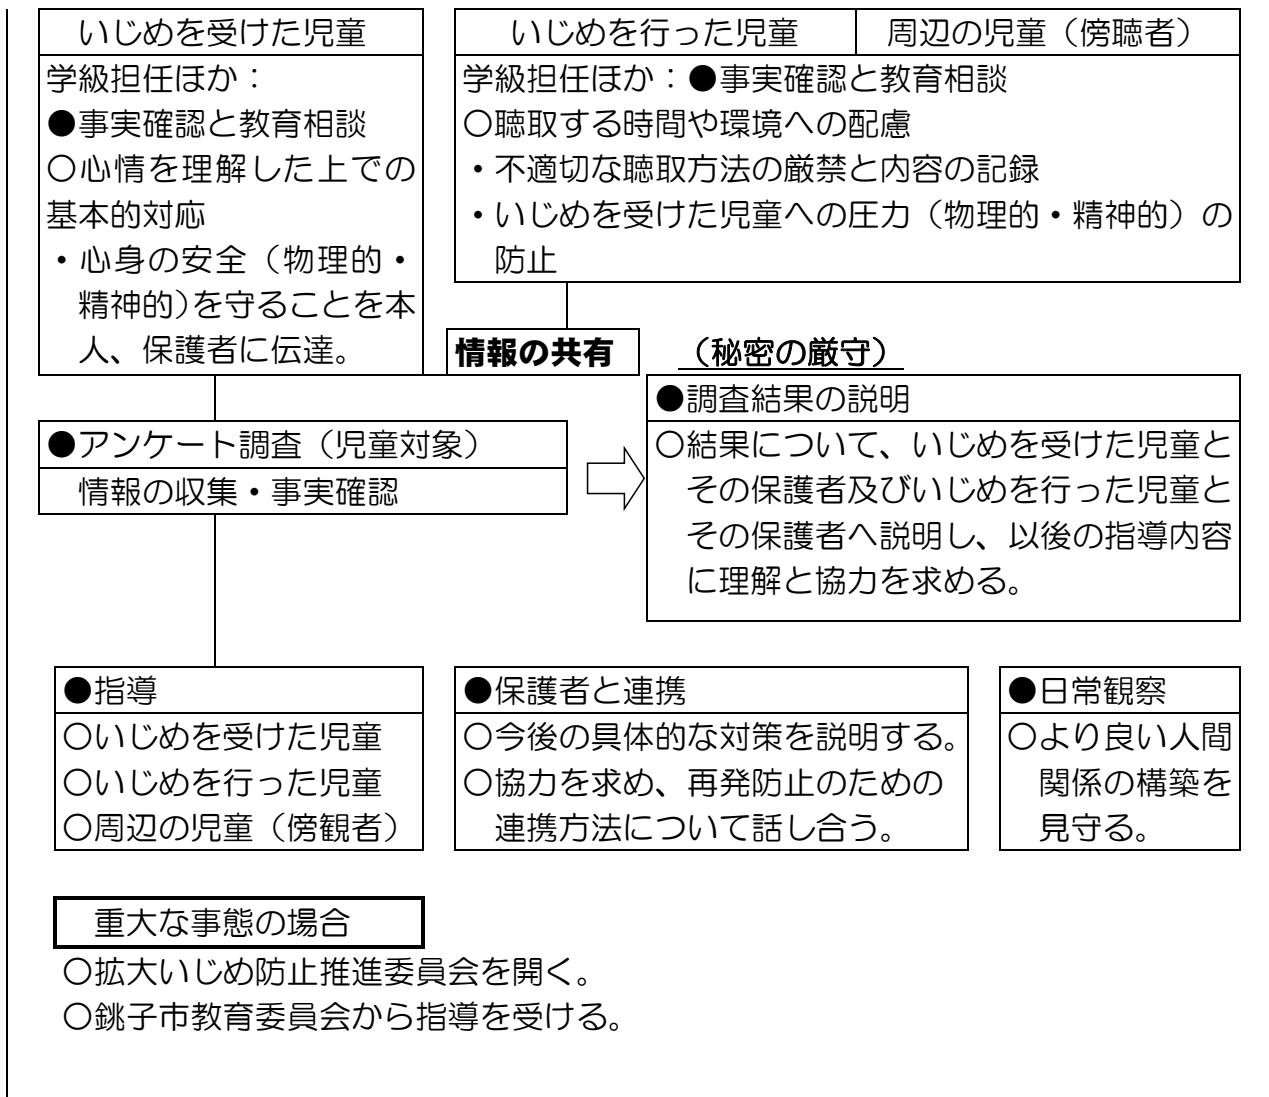 いじめを受けた児童
学級担任ほか：
●事実確認と教育相談
〇心情を理解した上での
基本的対応
・心身の安全（物理的・
精神的)を守ることを本
人、保護者に伝達。
いじめを行った児童
周辺の児童（傍聴者）
学級担任ほか：●事実確認と教育相談
〇聴取する時間や環境への配慮
・不適切な聴取方法の厳禁と内容の記録
・いじめを受けた児童への圧力（物理的・精神的）の
防止
情報の共有
（秘密の厳守）
●アンケート調査（児童対象）
情報の収集・事実確認
●調査結果の説明
〇結果について、いじめを受けた児童と
その保護者及びいじめを行った児童と
その保護者へ説明し、以後の指導内容
に理解と協力を求める。
●指導
〇いじめを受けた児童
〇いじめを行った児童
〇周辺の児童（傍観者）
●保護者と連携
〇今後の具体的な対策を説明する。
〇協力を求め、再発防止のための
連携方法について話し合う。
●日常観察
〇より良い人間
関係の構築を
見守る。
重大な事態の場合
〇拡大いじめ防止推進委員会を開く。
〇銚子市教育委員会から指導を受ける。